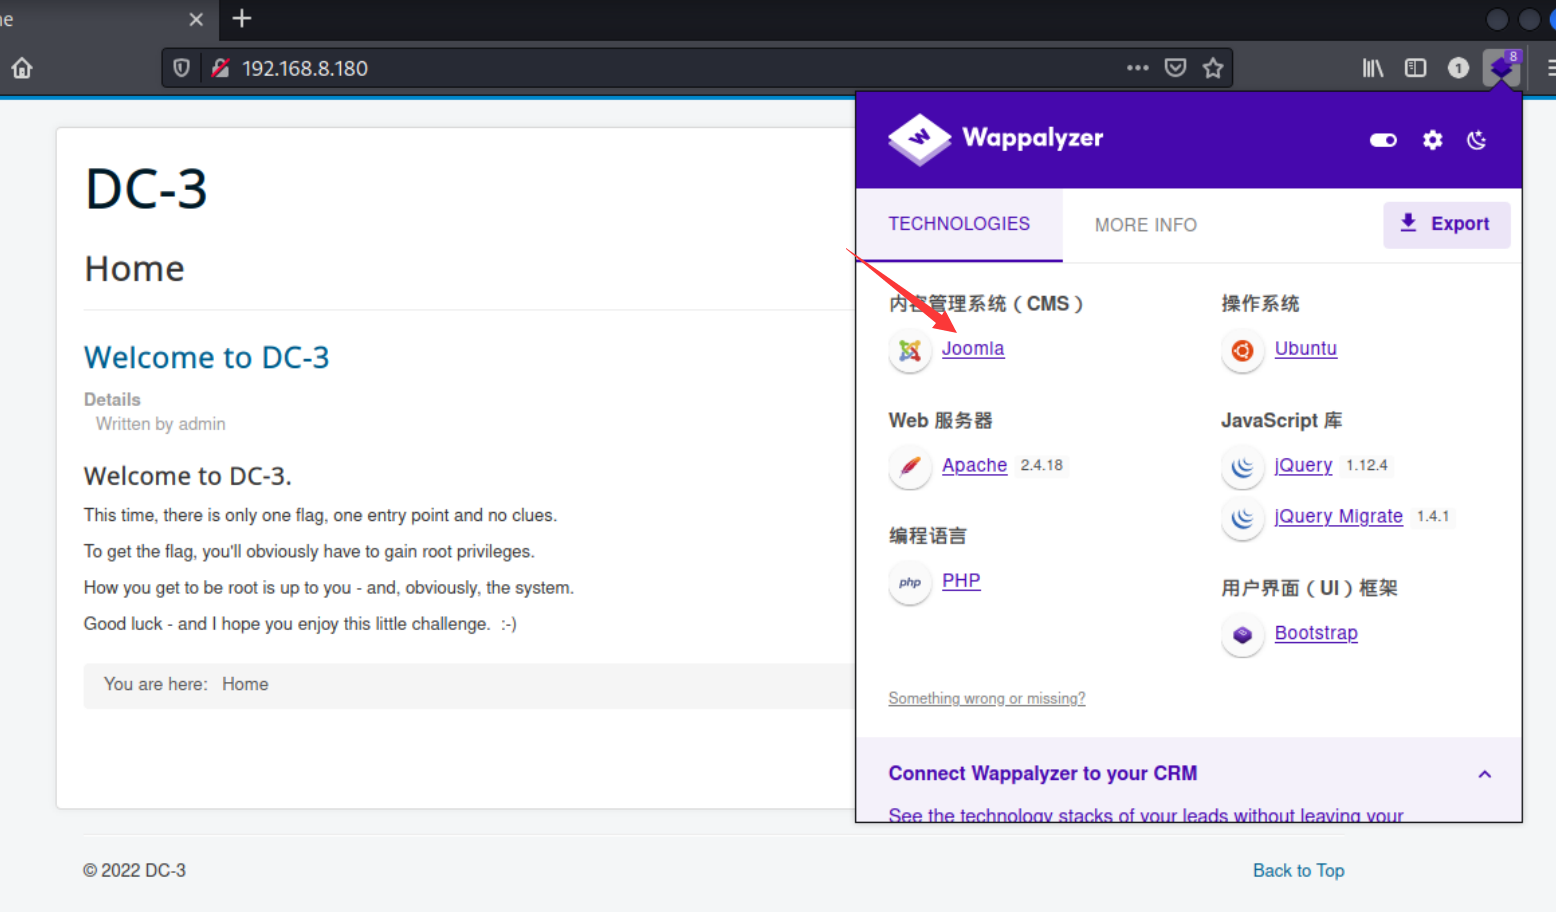 ne
192.168.8.180
1
8
DC-3
Home
Welcome to DC-3
Details
Written by admin
Welcome to DC-3.
This time, there is only one flag, one entry point and no clues.
To get the flag, you'll obviously have to gain root privileges.
How you get to be root is up to you - and, obviously, the system.
Good luck - and I hope you enjoy this little challenge. :-)
You are here: Home
© 2022 DC-3
Back to Top
W Wappalyzer
TECHNOLOGIES
MORE INFO
Export
内容管理系统（CMS）
Joomla
Web 服务器
Apache 2.4.18
编程语言
php PHP
操作系统
Ubuntu
JavaScript 库
jQuery 1.12.4
jQuery Migrate 1.4.1
用户界面（UI）框架
Bootstrap
Something wrong or missing?
Connect Wappalyzer to your CRM
See the technology stacks of your leads without leaving your